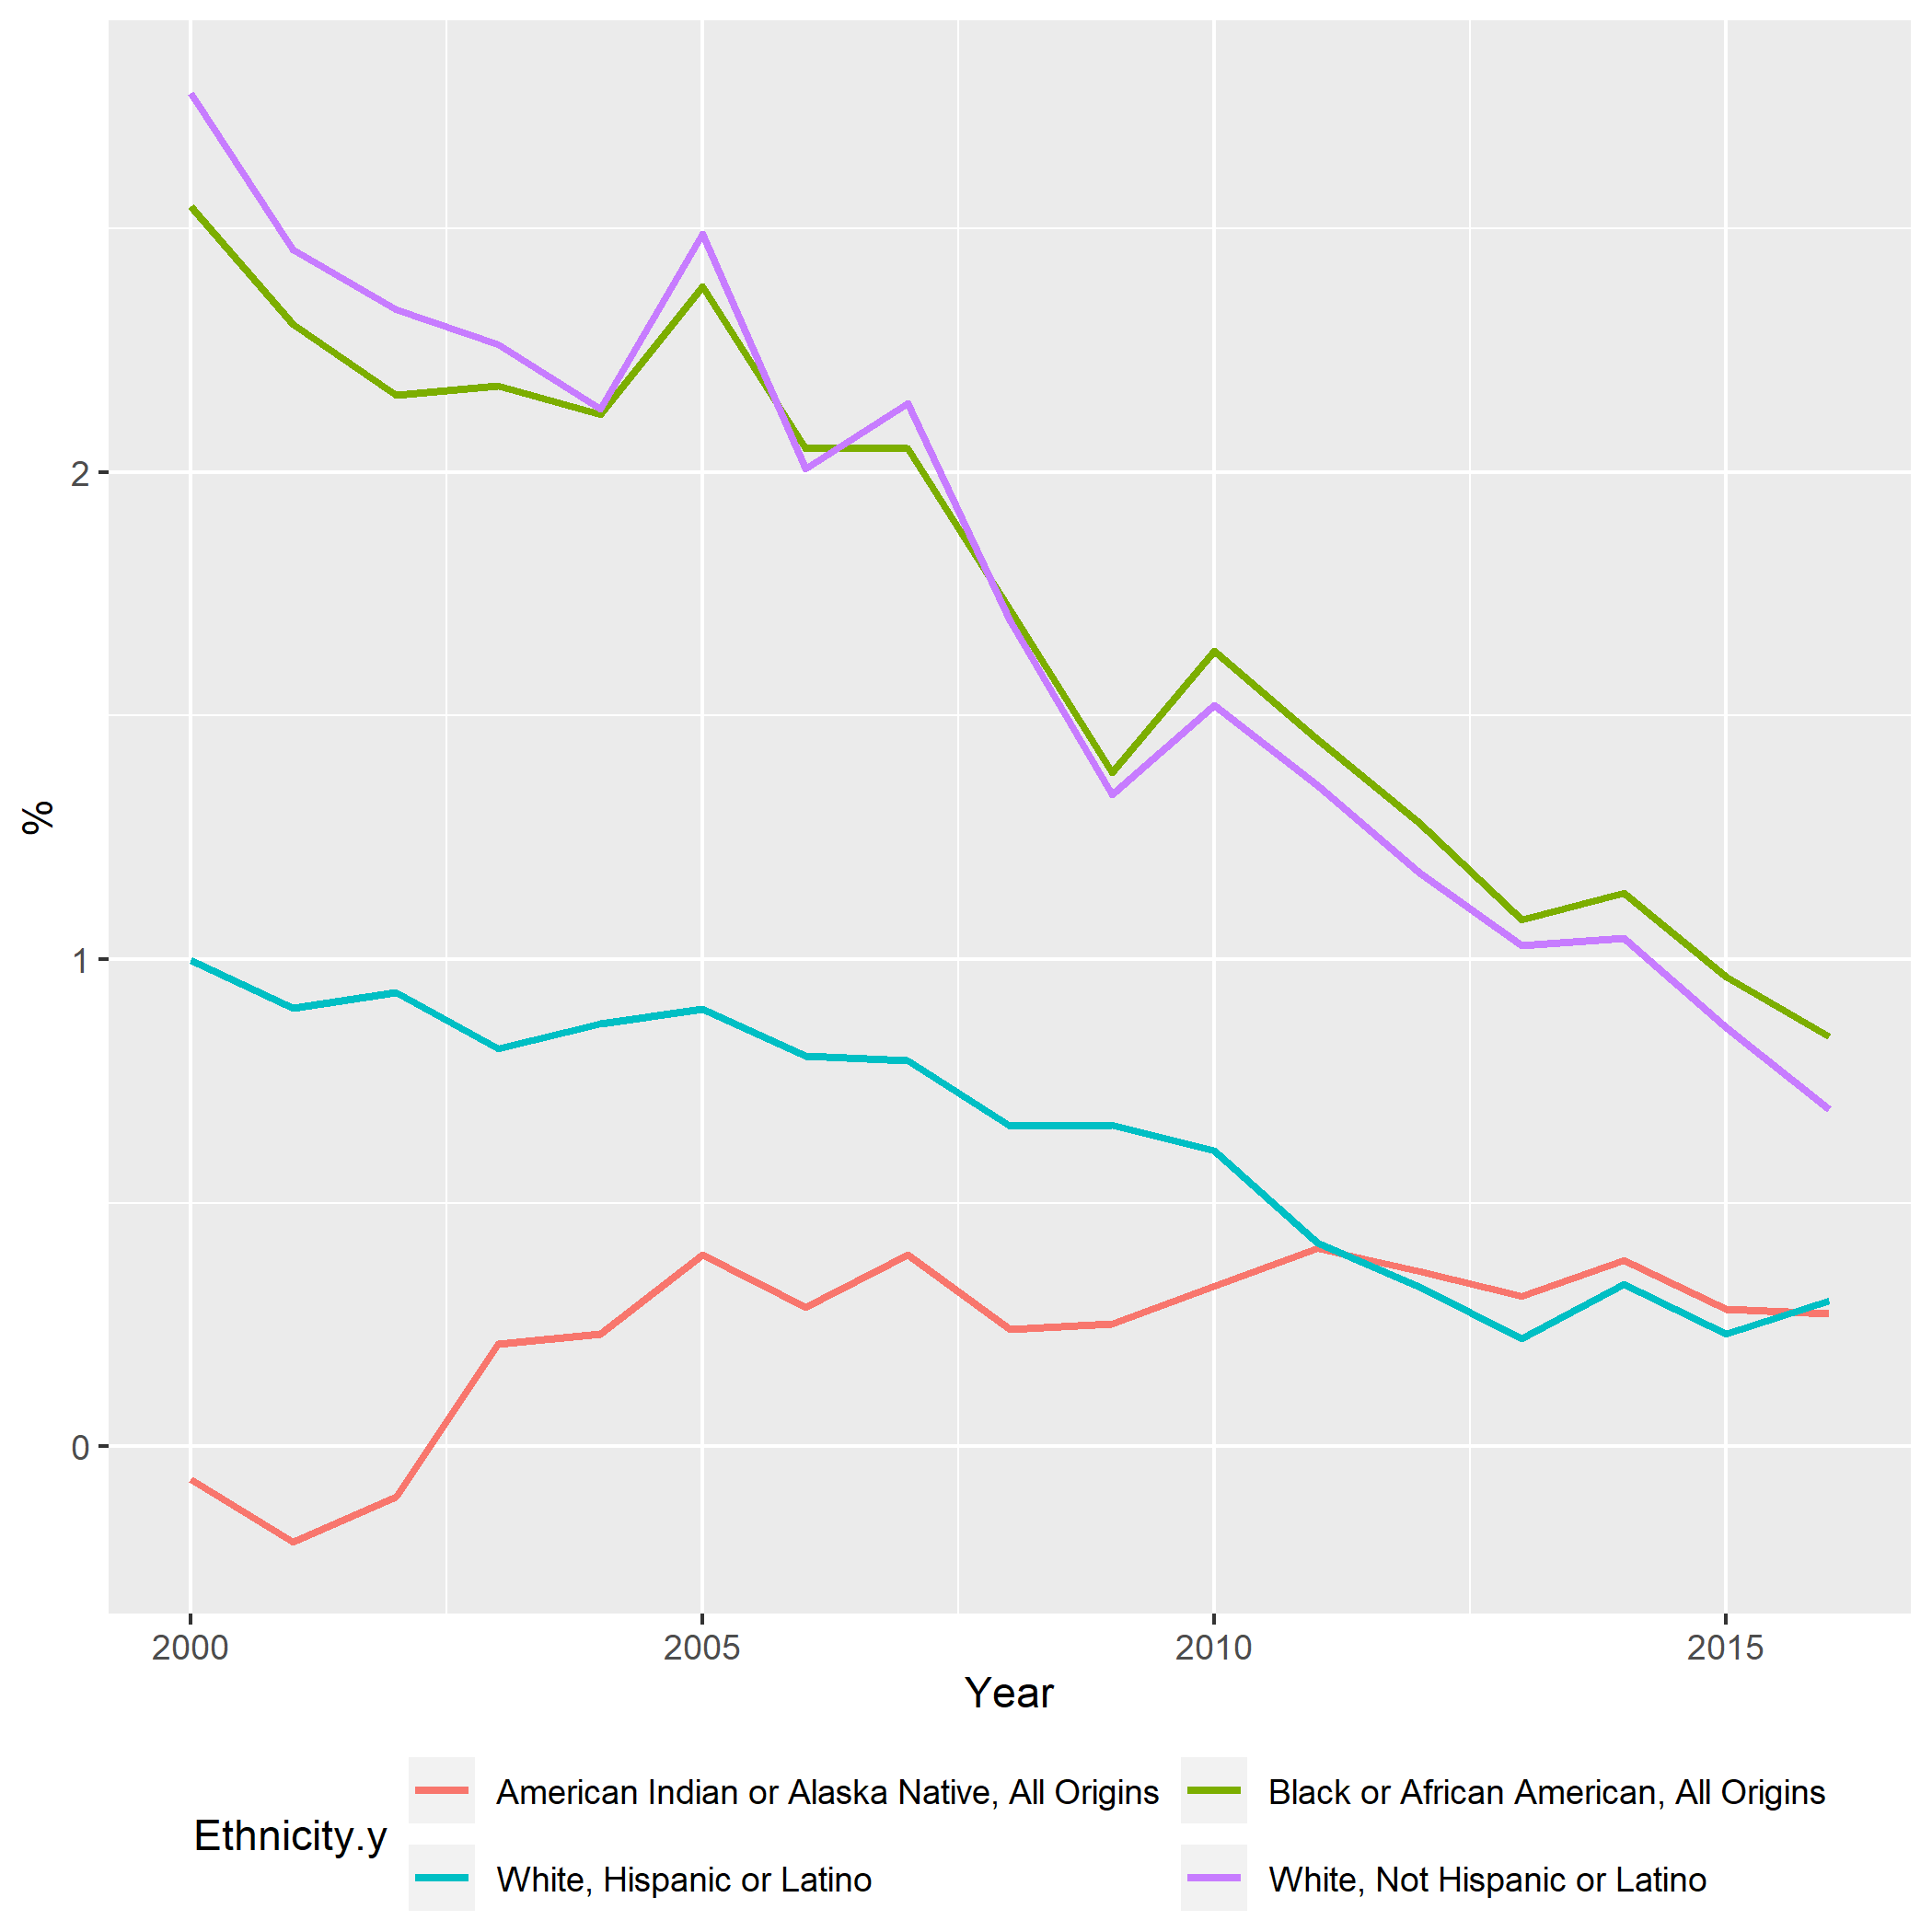 2
1
0
%
2000 2005 2010 2015
Year
Ethnicity.y
American Indian or Alaska Native, All Origins
Black or African American, All Origins
White, Hispanic or Latino
White, Not Hispanic or Latino